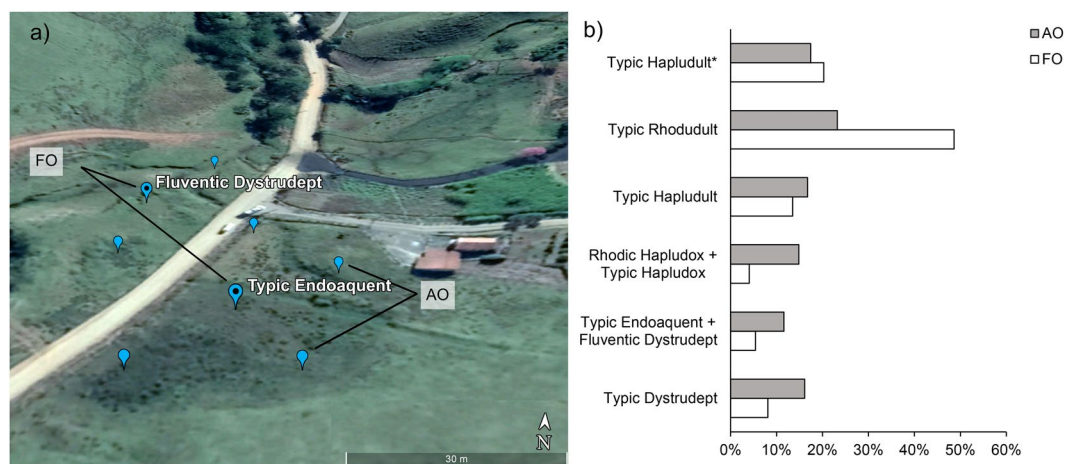 a)
FO
Fluventic Dystrudept
Typic Endoaquent
AO
N
30 m
b)
AO
FO
Typic Hapludult*
Typic Rhodudult
Typic Hapludult
Rhodic Hapludox +
Typic Hapludox
Typic Endoaquent +
Fluventic Dystrudept
Typic Dystrudept
0% 10% 20% 30% 40% 50% 60%